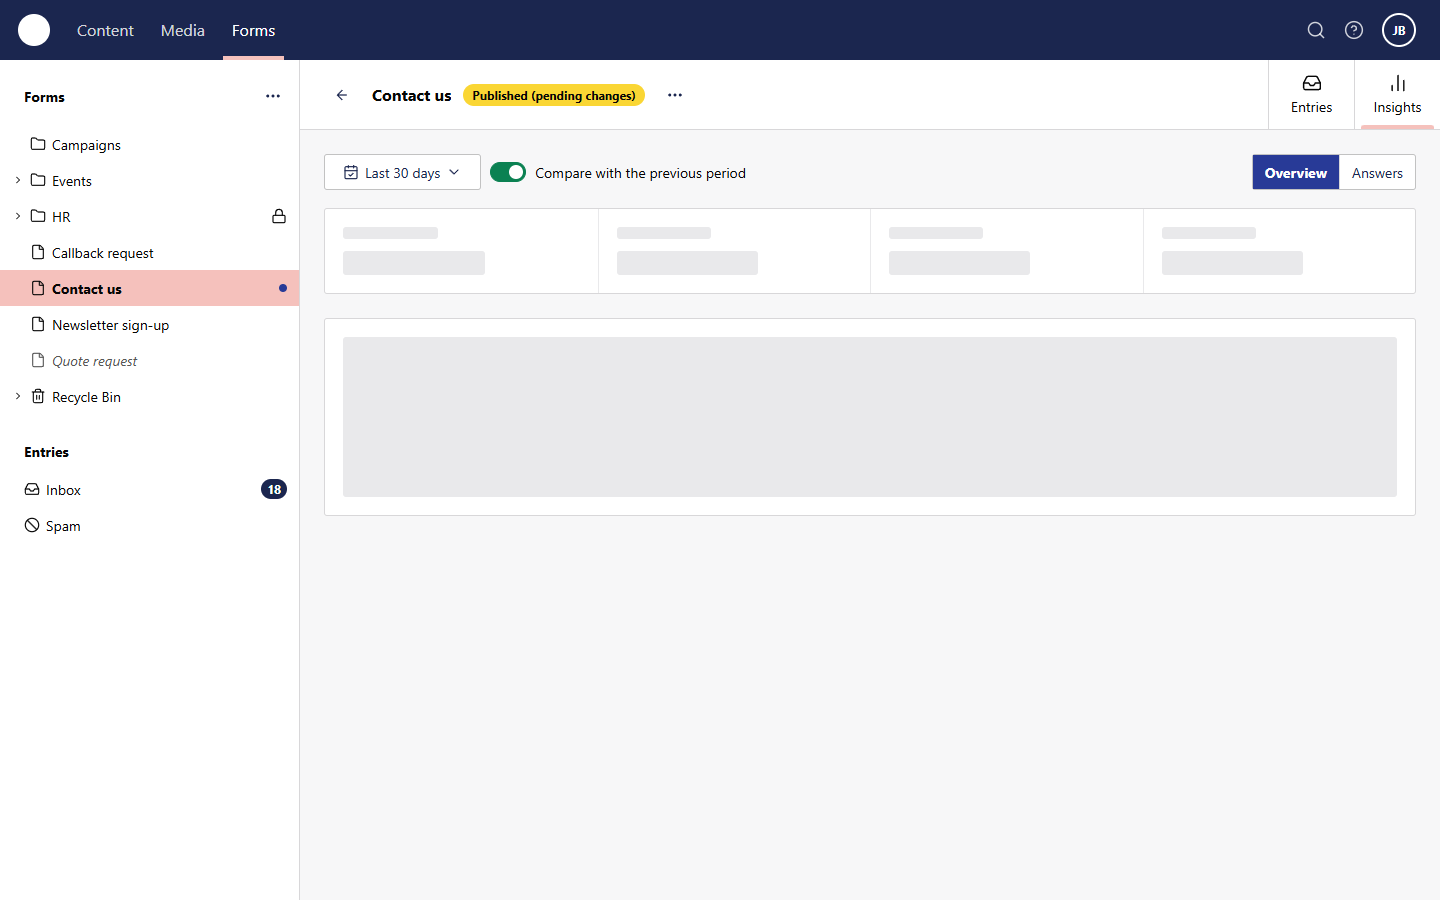 Content Media Forms JB
Forms
Campaigns
Events
HR
Callback request
Contact us
Newsletter sign-up
Quote request
Recycle Bin
Entries
Inbox 18
Spam
Contact us Published (pending changes)
Entries Insights
Last 30 days Compare with the previous period Overview Answers